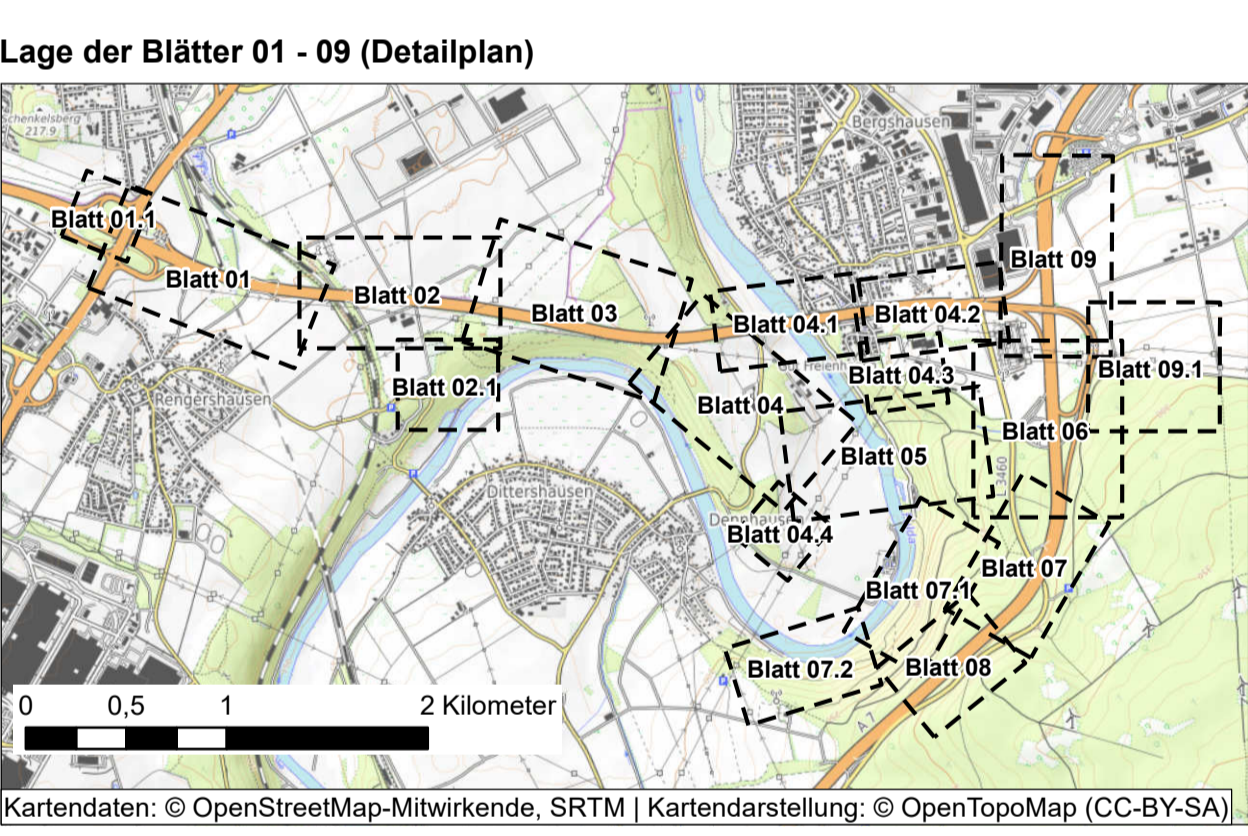 Lage der Blätter 01 - 09 (Detailplan)
Schenkelsberg
217.9
Bergshausen
Blatt 01.1
Blatt 01
Blatt 02
Blatt 03
Blatt 09
Blatt 04.1
Blatt 04.2
Blatt 04.3
Blatt 09.1
Blatt 02.1
Rengershausen
Blatt 04
Blatt 06
Blatt 05
L 3460
Dittershausen
Blatt 04.4
Blatt 07
Blatt 07.1
Blatt 07.2
Blatt 08
A 7
0 0,5 1 2 Kilometer
Kartendaten: © OpenStreetMap-Mitwirkende, SRTM | Kartendarstellung: © OpenTopoMap (CC-BY-SA)